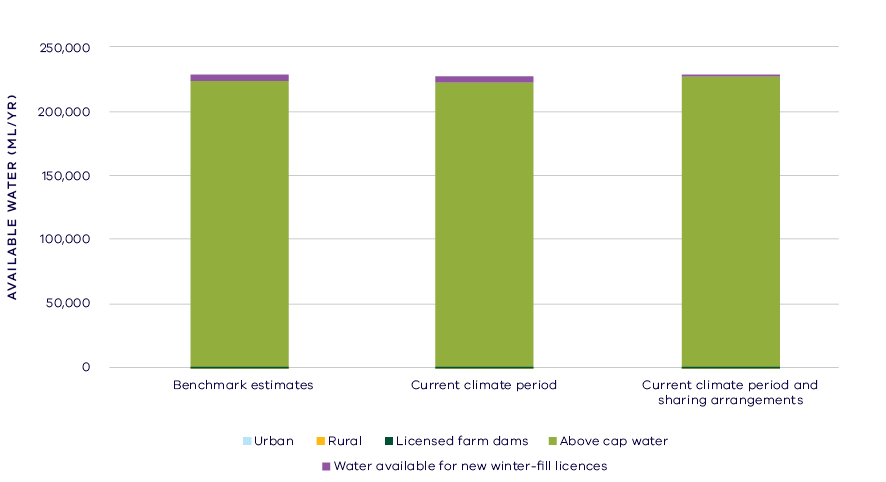 AVAILABLE WATER (ML/YR)
250,000
200,000
150,000
100,000
50,000
0
Benchmark estimates
Current climate period
Current climate period and
sharing arrangements
Urban
Rural
Licensed farm dams
Above cap water
Water available for new winter-fill licences